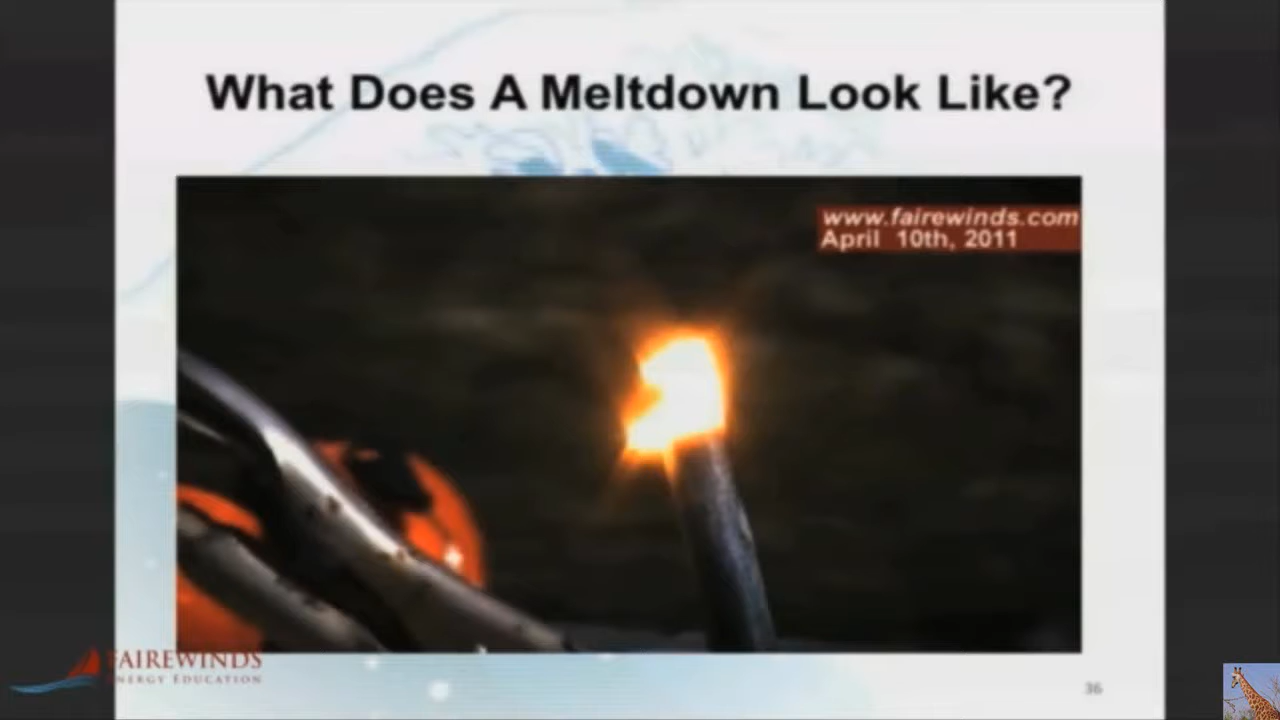 What Does A Meltdown Look Like?
www.fairewinds.com
April 10th, 2011
FAIREWINDS
ENERGY EDUCATION
36